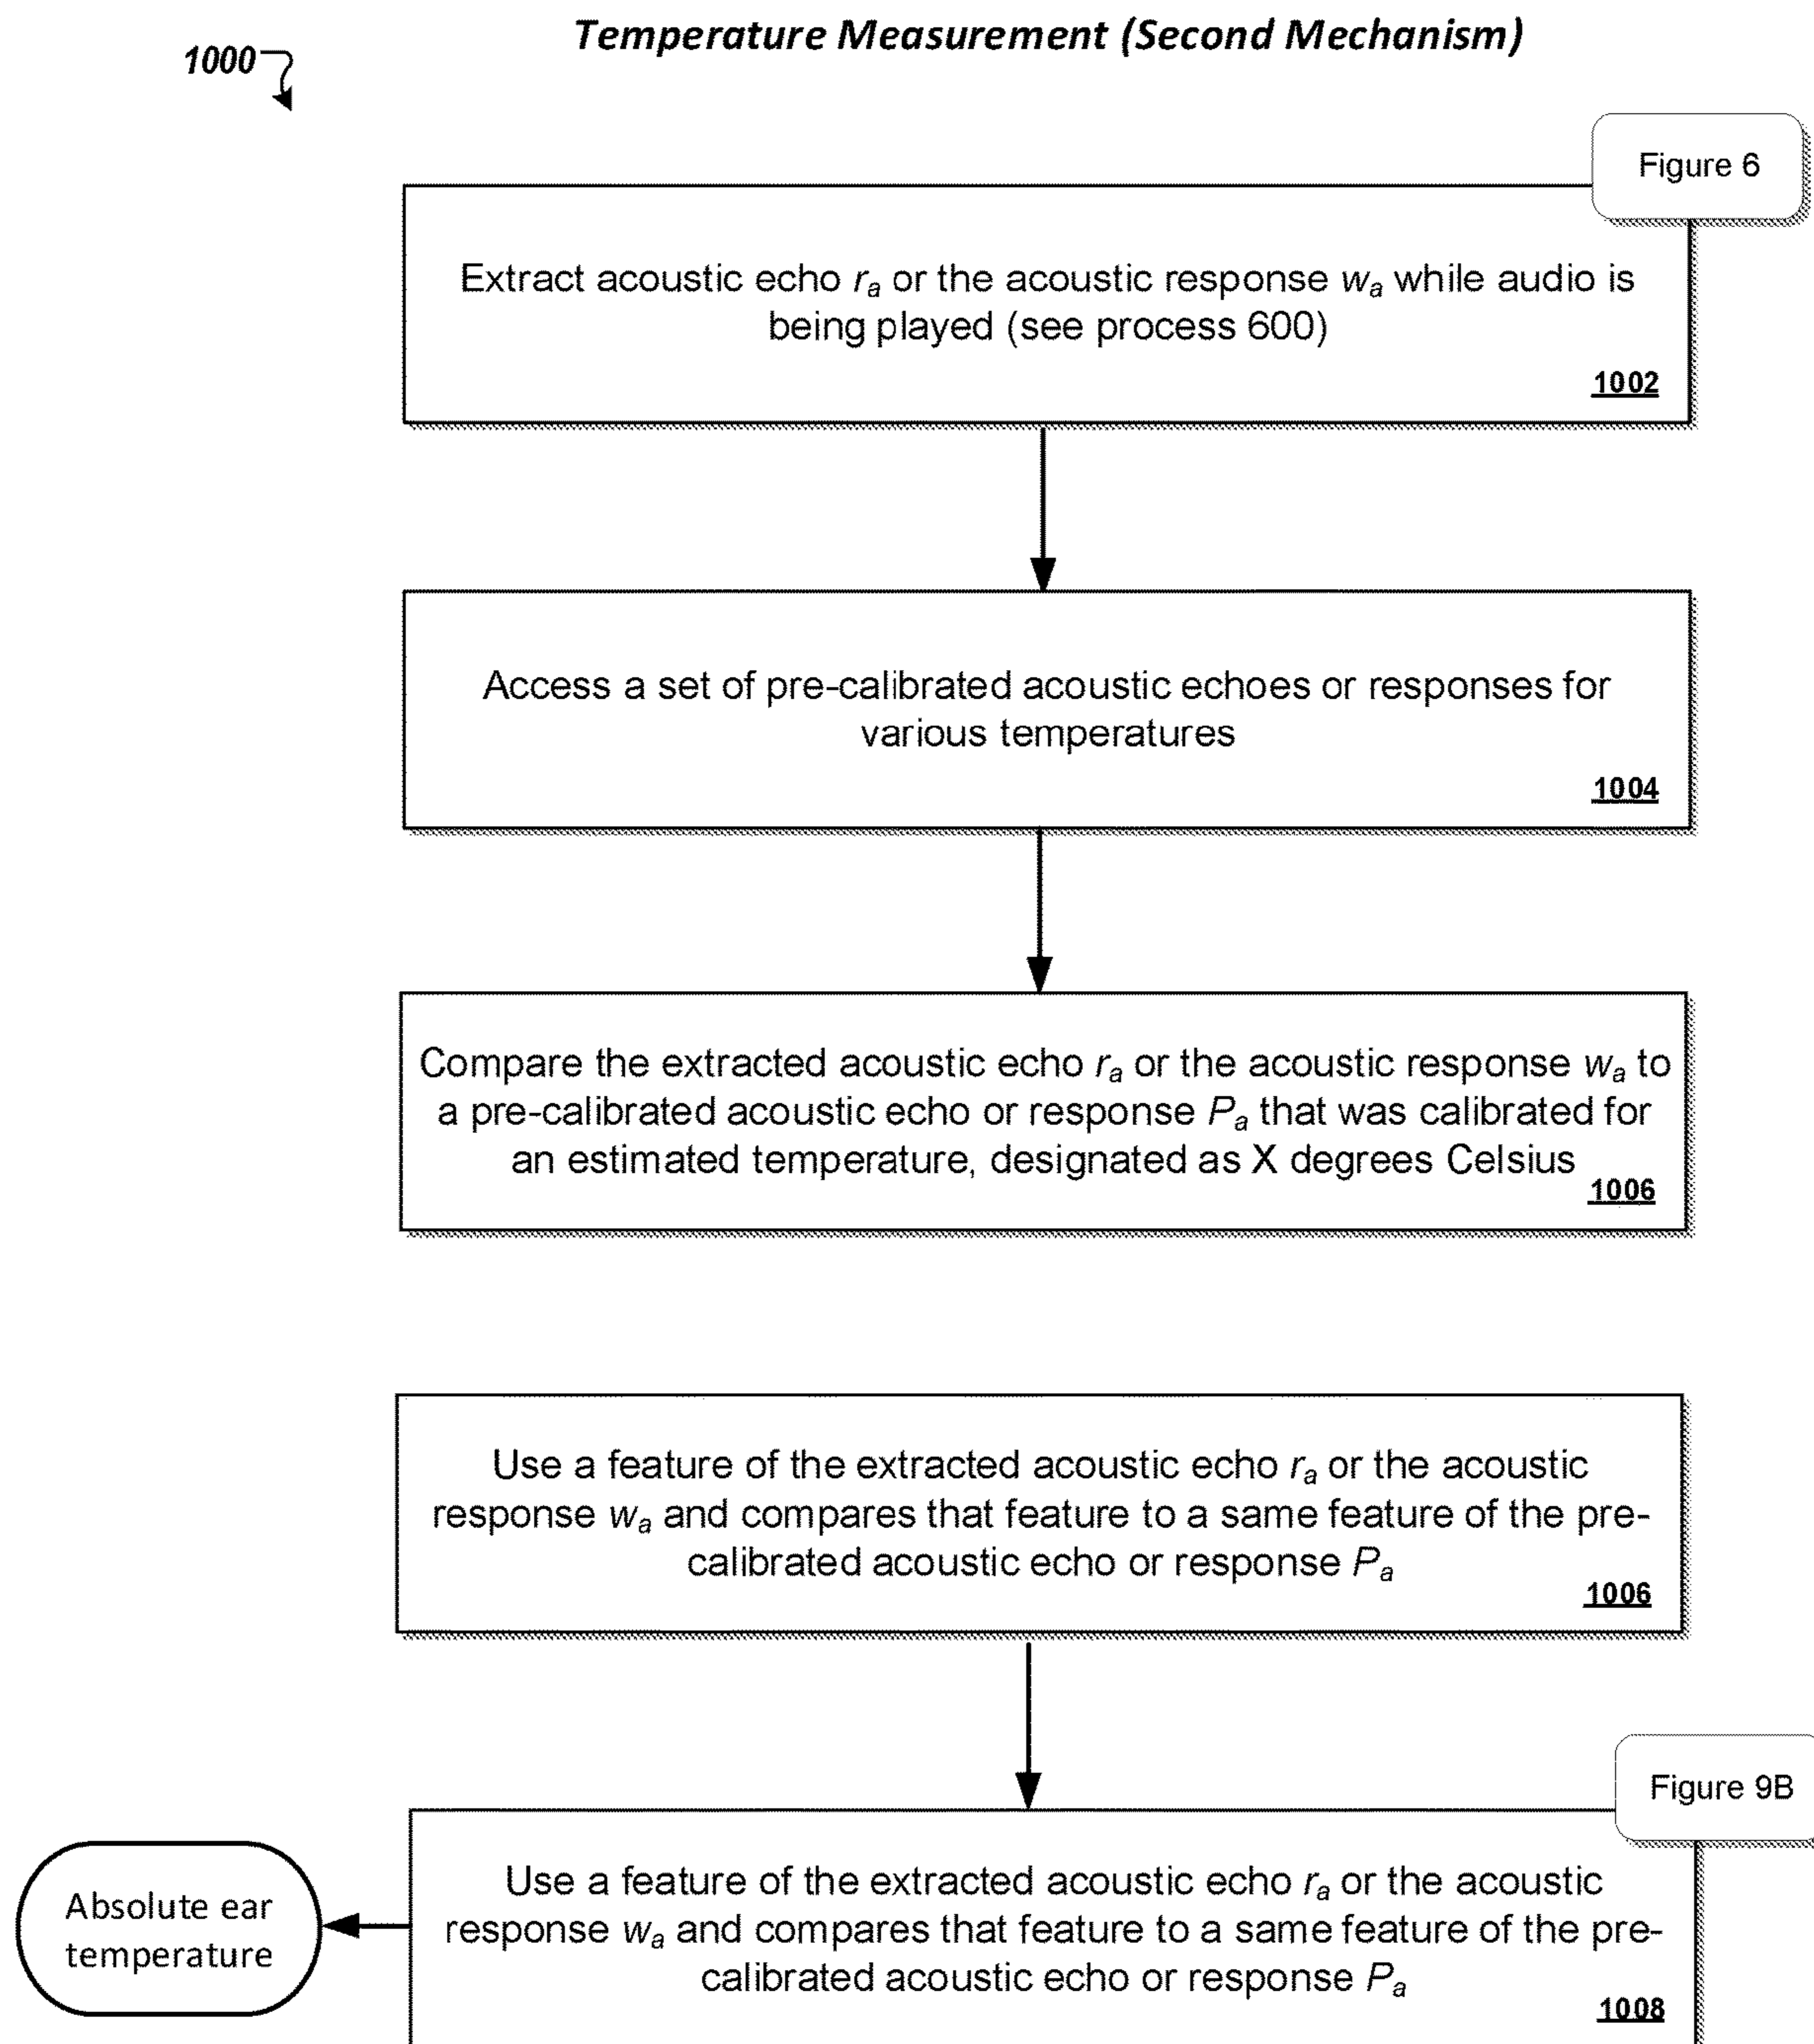 Temperature Measurement (Second Mechanism)
1000
Figure 6
Extract acoustic echo ra or the acoustic response wa while audio is
being played (see process 600)
1002
Access a set of pre-calibrated acoustic echoes or responses for
various temperatures
1004
Compare the extracted acoustic echo ra or the acoustic response wa to
a pre-calibrated acoustic echo or response Pa that was calibrated for
an estimated temperature, designated as X degrees Celsius
1006
Use a feature of the extracted acoustic echo ra or the acoustic
response wa and compares that feature to a same feature of the pre-
calibrated acoustic echo or response Pa
1006
Figure 9B
Use a feature of the extracted acoustic echo ra or the acoustic
response wa and compares that feature to a same feature of the pre-
calibrated acoustic echo or response Pa
1008
Absolute ear
temperature